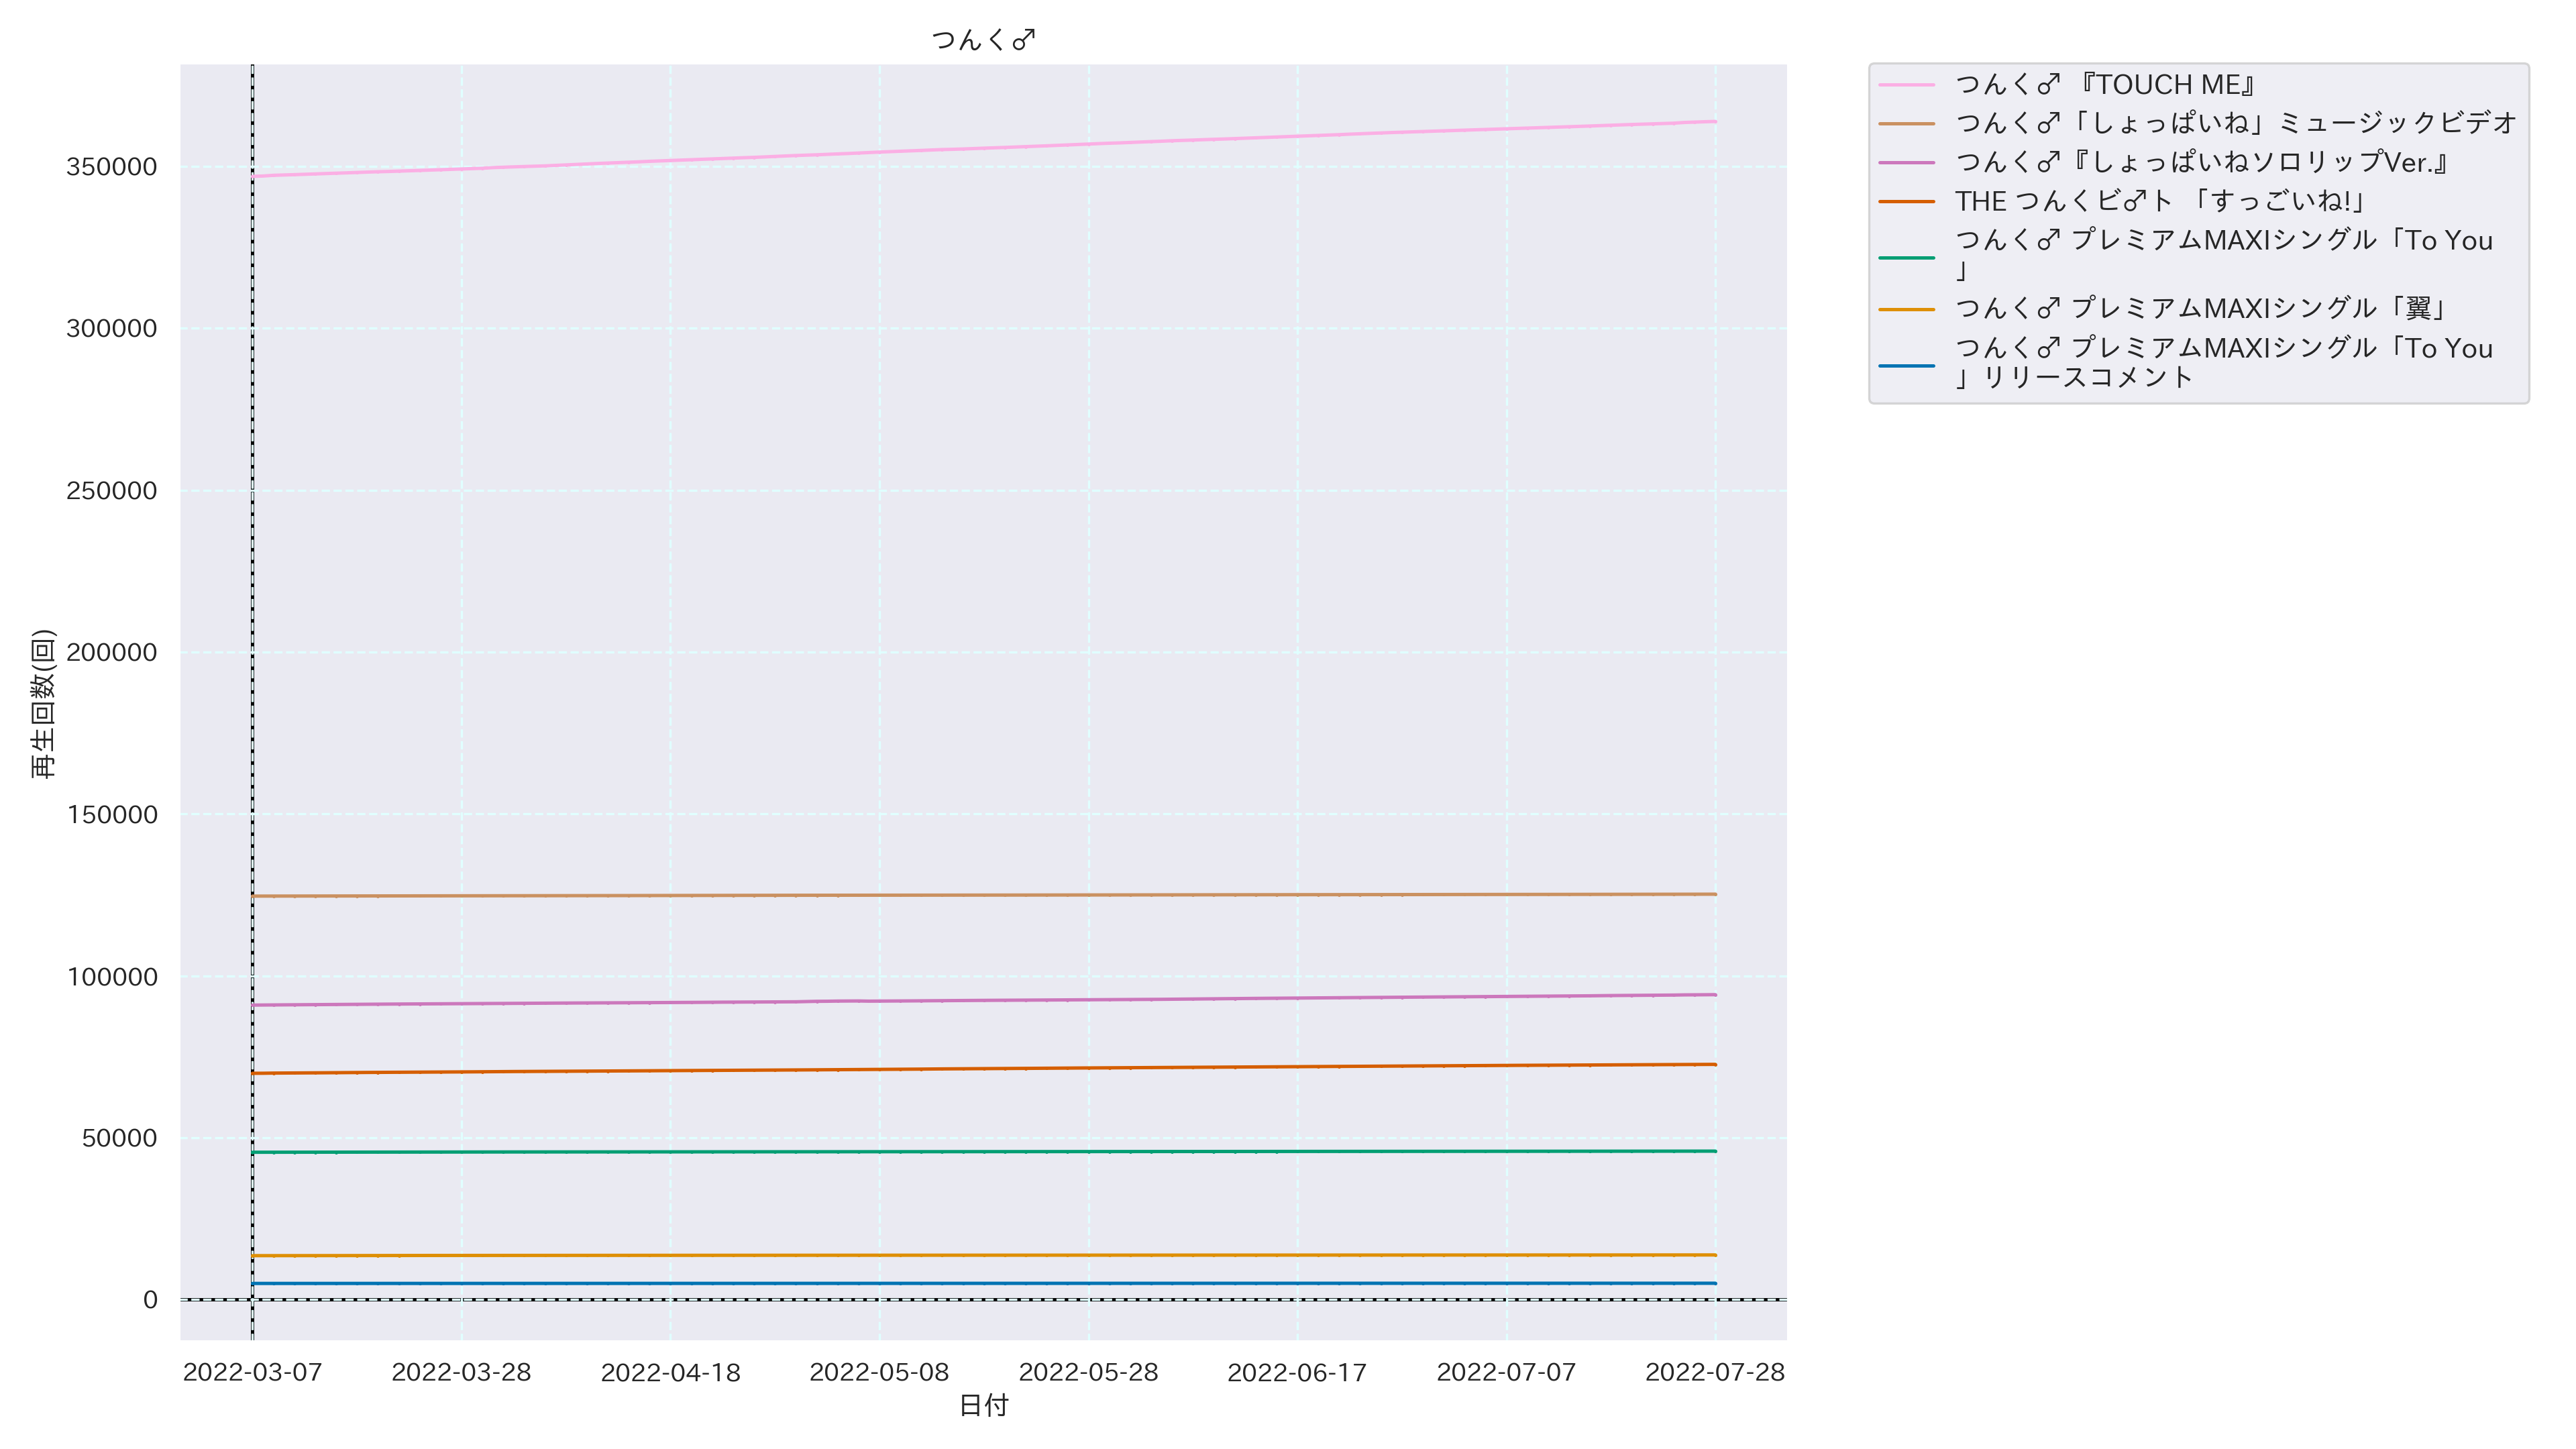 つんく♂
350000
300000
250000
200000
150000
100000
50000
0
再生回数(回)
2022-03-07
2022-03-28
2022-04-18
2022-05-08
2022-05-28
2022-06-17
2022-07-07
2022-07-28
日付
つんく♂ 『TOUCH ME』
つんく♂「しょっぱいね」ミュージックビデオ
つんく♂『しょっぱいねソロリップVer.』
THE つんくビ♂ト 「すっごいね!」
つんく♂ プレミアムMAXIシングル「To You
」
つんく♂ プレミアムMAXIシングル「翼」
つんく♂ プレミアムMAXIシングル「To You
」リリースコメント